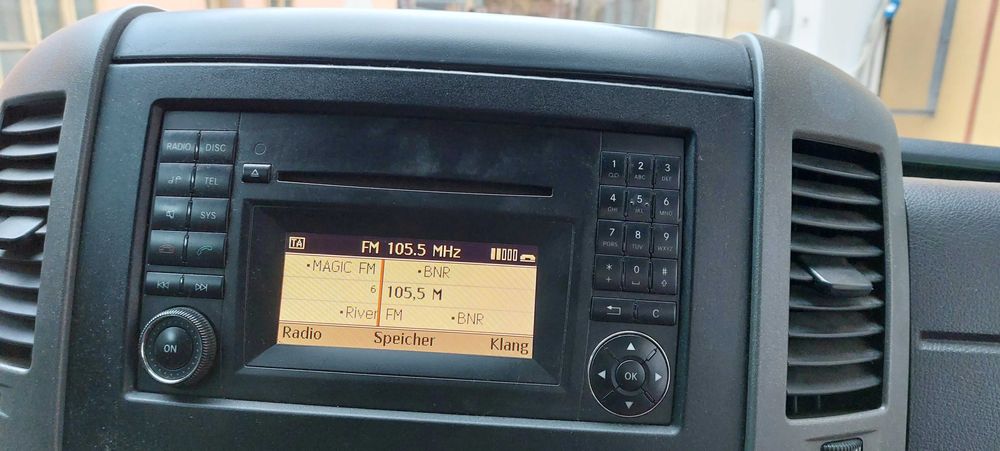 RADIO DISC
TEL
SYS
ON
TA FM 105.5 MHz
•MAGIC FM •BNR
6 105,5 M
•River FM •BNR
Radio Speicher Klang
1 2 ABC 3 DEF
4 GHI 5 JKL 6 MNO
7 PQRS 8 TUV 9 WXYZ
* 0 #
+
C
OK